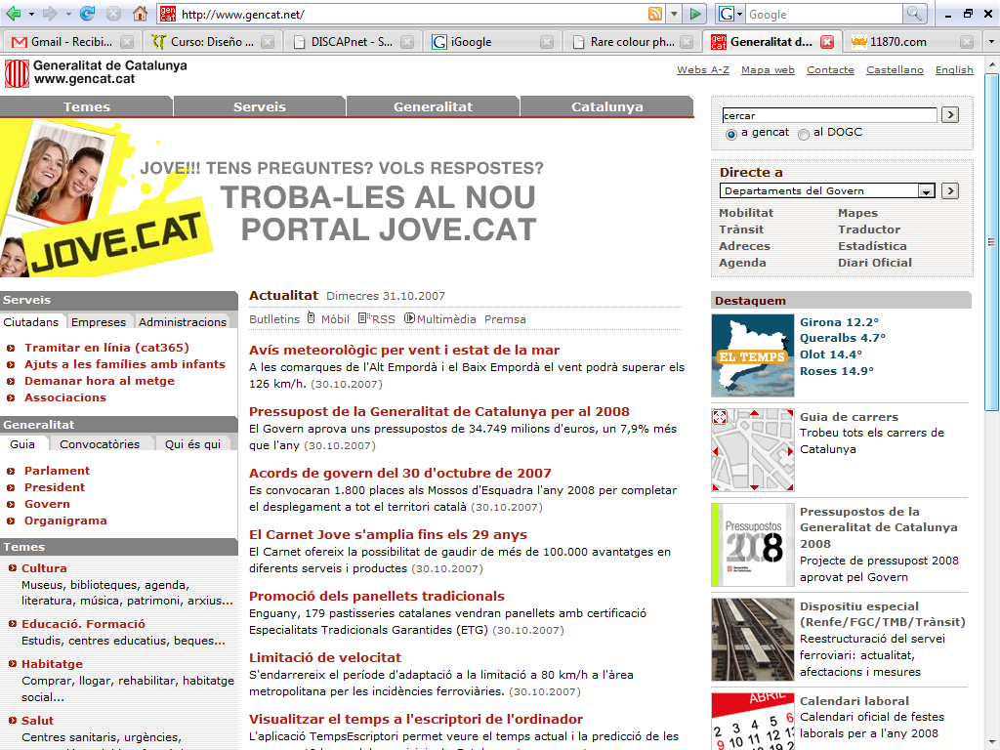 http://www.gencat.net/
Google
Gmail - Recibi...
Curso: Diseño ...
DISCAPnet - S...
iGoogle
Rare colour ph...
Generalitat d...
11870.com
Generalitat de Catalunya
www.gencat.cat
Webs A-Z Mapa web Contacte Castellano English
Temes Serveis Generalitat Catalunya
JOVE!!! TENS PREGUNTES? VOLS RESPOSTES?
TROBA-LES AL NOU
PORTAL JOVE.CAT
JOVE.CAT
cercar
a gencat al DOGC
Directe a
Departaments del Govern
Mobilitat Mapes
Trànsit Traductor
Adreces Estadística
Agenda Diari Oficial
Serveis
Ciutadans Empreses Administracions
Tramitar en línia (cat365)
Ajuts a les famílies amb infants
Demanar hora al metge
Associacions
Generalitat
Guia Convocatòries Qui és qui
Parlament
President
Govern
Organigrama
Temes
Cultura
Museus, biblioteques, agenda,
literatura, música, patrimoni, arxius...
Educació. Formació
Estudis, centres educatius, beques...
Habitatge
Comprar, llogar, rehabilitar, habitatge
social...
Salut
Centres sanitaris, urgències,
Actualitat Dimecres 31.10.2007
Butlletins Mòbil RSS Multimèdia Premsa
Avís meteorològic per vent i estat de la mar
A les comarques de l'Alt Empordà i el Baix Empordà el vent podrà superar els
126 km/h. (30.10.2007)
Pressupost de la Generalitat de Catalunya per al 2008
El Govern aprova uns pressupostos de 34.749 milions d'euros, un 7,9% més
que l'any (30.10.2007)
Acords de govern del 30 d'octubre de 2007
Es convocaran 1.800 places als Mossos d'Esquadra l'any 2008 per completar
el desplegament a tot el territori català (30.10.2007)
El Carnet Jove s'amplia fins els 29 anys
El Carnet ofereix la possibilitat de gaudir de més de 100.000 avantatges en
diferents serveis i productes (30.10.2007)
Promoció dels panellets tradicionals
Enguany, 179 pastisseries catalanes vendran panellets amb certificació
Especialitats Tradicionals Garantides (ETG) (30.10.2007)
Limitació de velocitat
S'endarrereix el període d'adaptació a la limitació a 80 km/h a l'àrea
metropolitana per les incidències ferroviàries. (30.10.2007)
Visualitzar el temps a l'escriptori de l'ordinador
L'aplicació TempsEscriptori permet veure el temps actual i la predicció de les
Destaquem
EL TEMPS
Girona 12.2°
Queralbs 4.7°
Olot 14.4°
Roses 14.9°
Guia de carrers
Trobeu tots els carrers de
Catalunya
Pressupostos
2008
Pressupostos de la
Generalitat de Catalunya
2008
Projecte de pressupost 2008
aprovat pel Govern
Dispositiu especial
(Renfe/FGC/TMB/Trànsit)
Reestructuració del servei
ferroviari: actualitat,
afectacions i mesures
ABRIL
2 3 4 5 6
9 10 11 12 13
Calendari laboral
Calendari oficial de festes
laborals per a l'any 2008